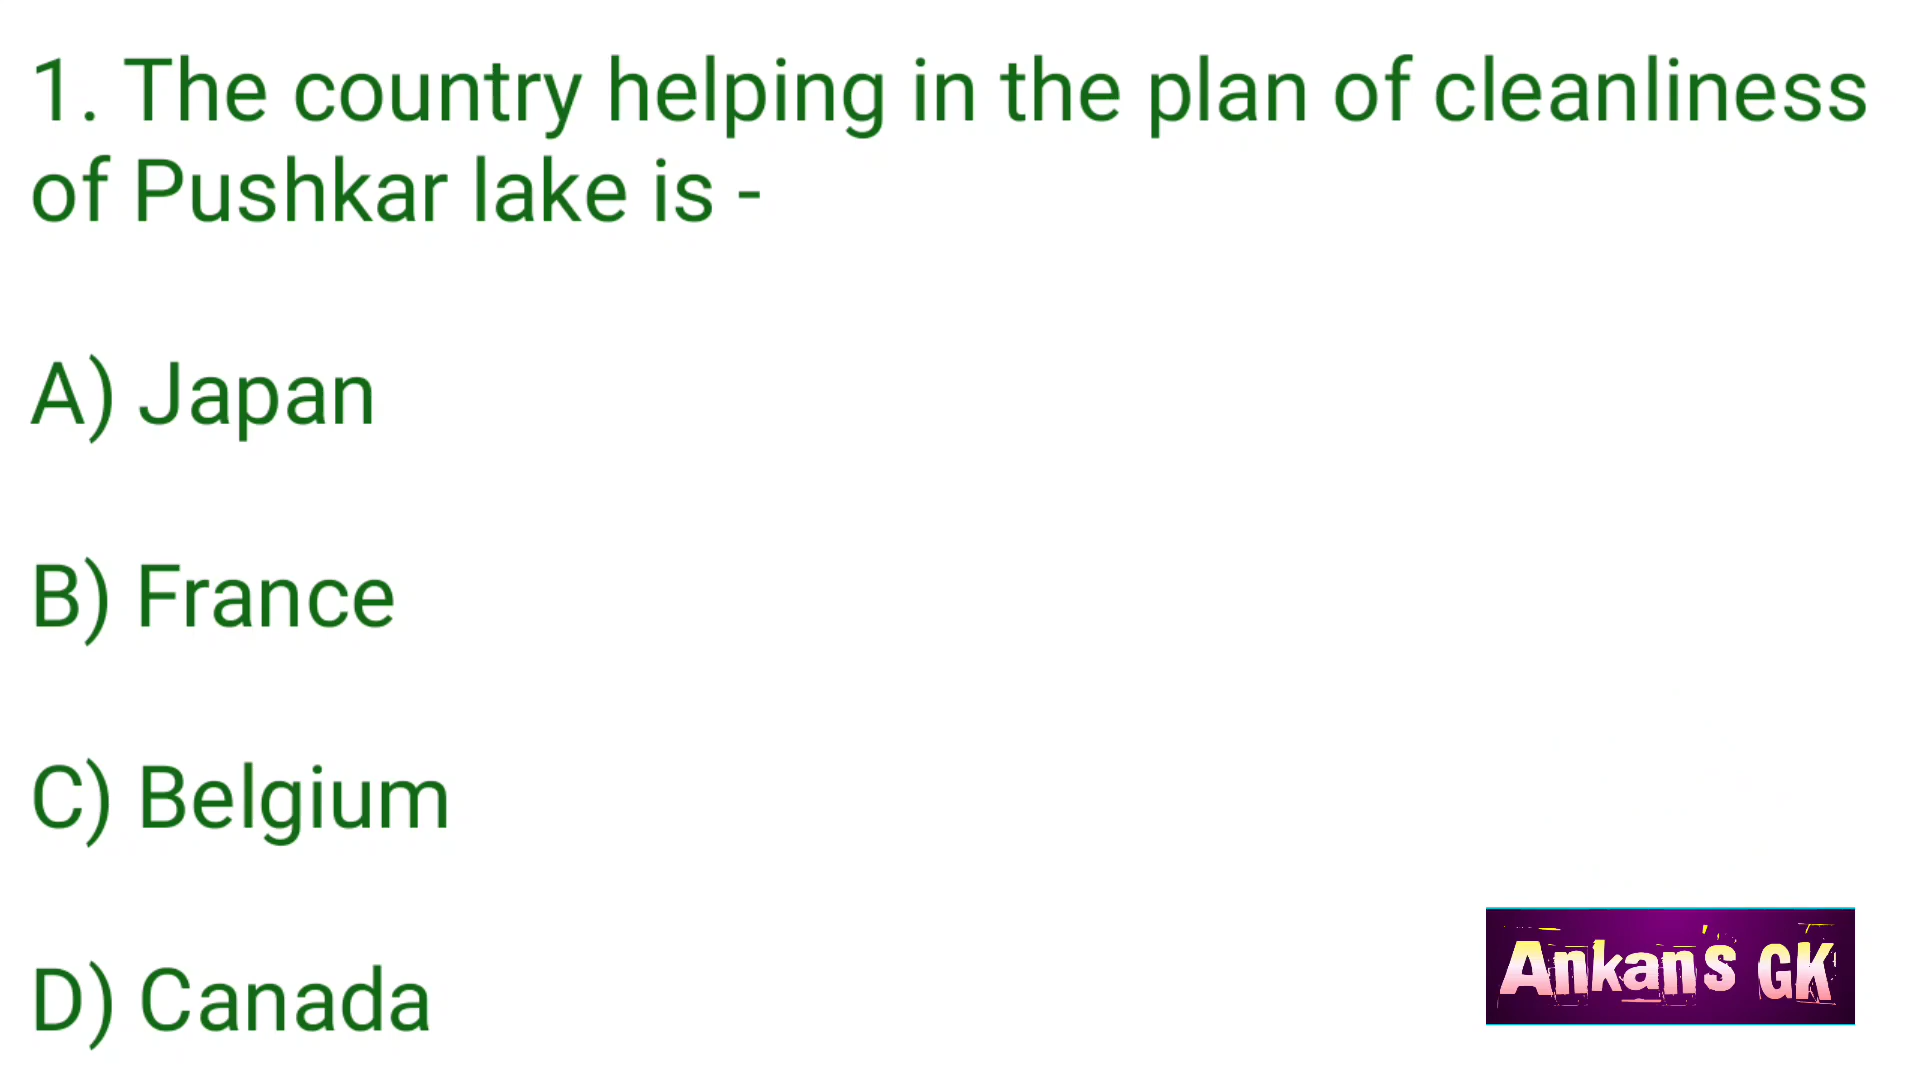 1. The country helping in the plan of cleanliness
of Pushkar lake is -
A) Japan
B) France
C) Belgium
D) Canada
Ankan's GK